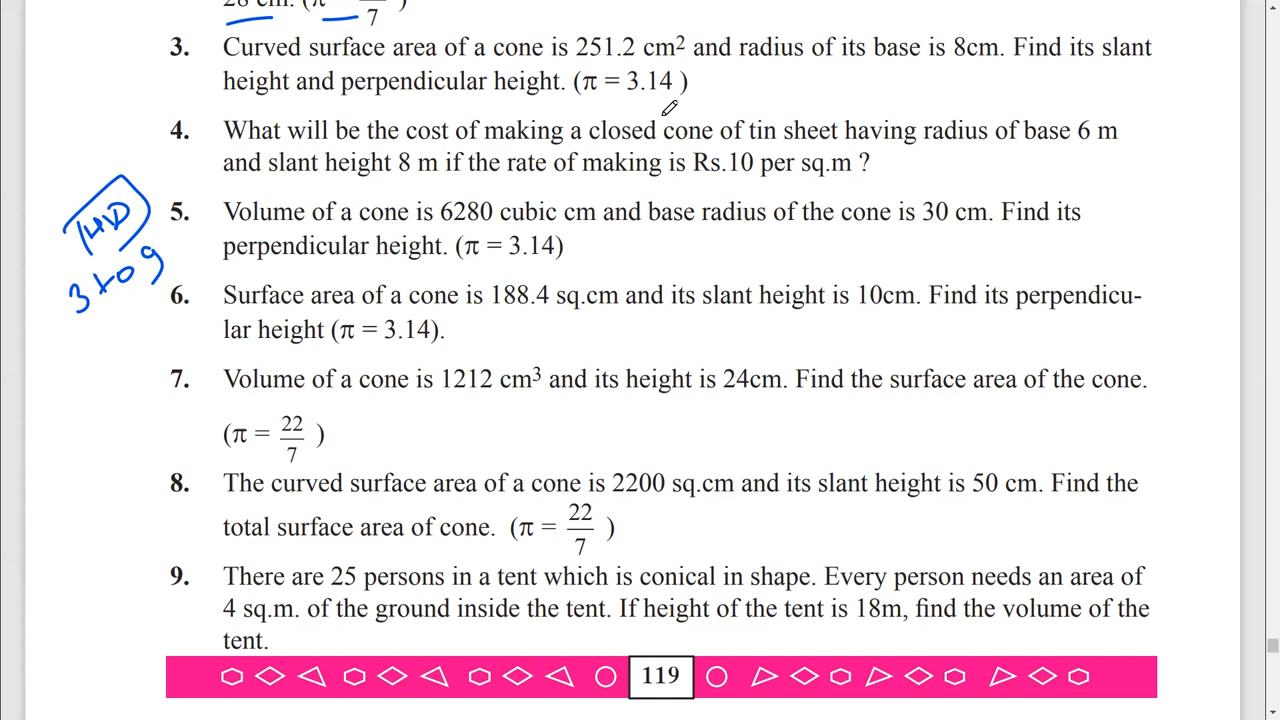 28 cm. (π = 22/7)
3. Curved surface area of a cone is 251.2 cm² and radius of its base is 8cm. Find its slant
height and perpendicular height. (π = 3.14 )
4. What will be the cost of making a closed cone of tin sheet having radius of base 6 m
and slant height 8 m if the rate of making is Rs.10 per sq.m ?
5. Volume of a cone is 6280 cubic cm and base radius of the cone is 30 cm. Find its
perpendicular height. (π = 3.14)
3 to 9
6. Surface area of a cone is 188.4 sq.cm and its slant height is 10cm. Find its perpendicu-
lar height (π = 3.14).
7. Volume of a cone is 1212 cm³ and its height is 24cm. Find the surface area of the cone.
(π = 22/7 )
8. The curved surface area of a cone is 2200 sq.cm and its slant height is 50 cm. Find the
total surface area of cone. (π = 22/7 )
9. There are 25 persons in a tent which is conical in shape. Every person needs an area of
4 sq.m. of the ground inside the tent. If height of the tent is 18m, find the volume of the
tent.
119